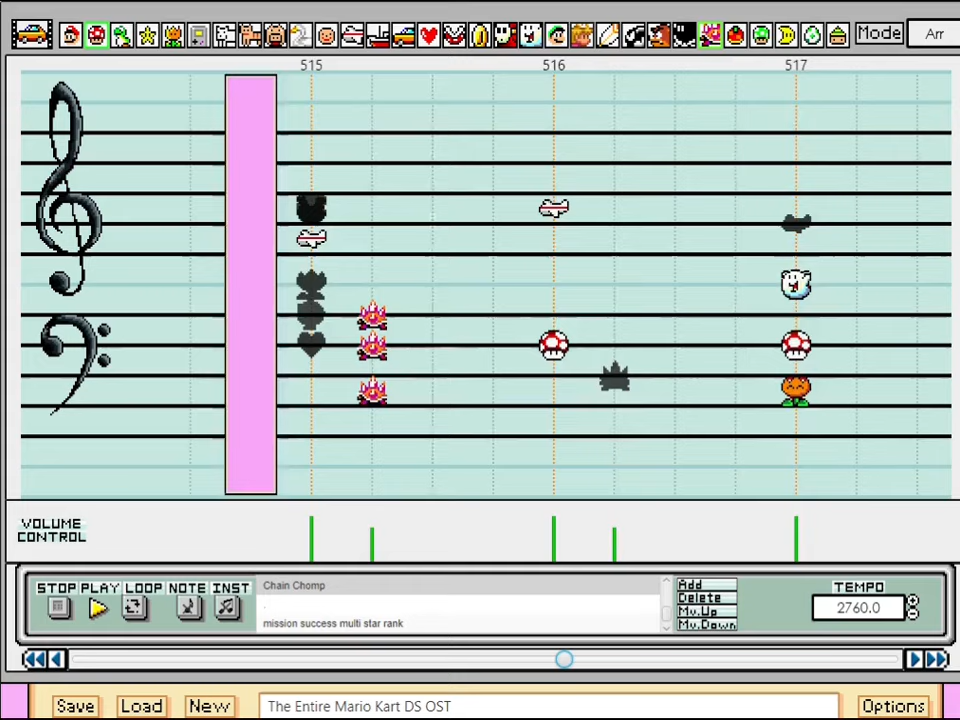 Mode Arr
515 516 517
VOLUME
CONTROL
STOP PLAY LOOP NOTE INST
Chain Chomp
mission success multi star rank
Add
Delete
Mv.Up
Mv.Down
TEMPO
2760.0
Save Load New The Entire Mario Kart DS OST Options